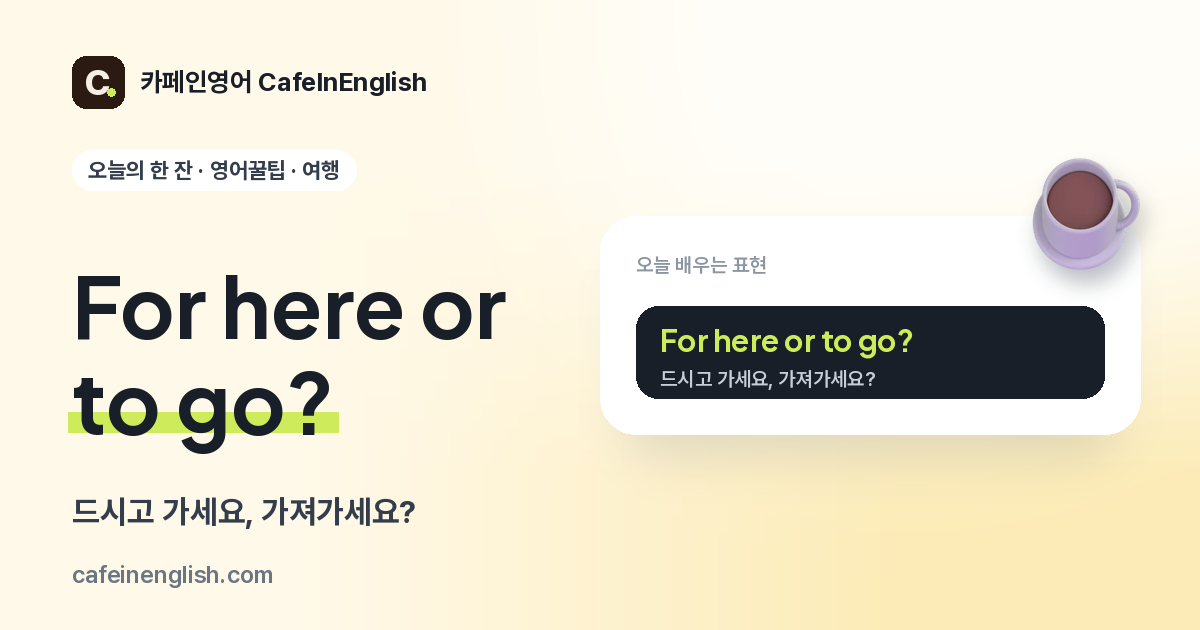 C
카페인영어 CafeInEnglish
오늘의 한 잔 · 영어꿀팁 · 여행
For here or
to go?
드시고 가세요, 가져가세요?
cafeinenglish.com
오늘 배우는 표현
For here or to go?
드시고 가세요, 가져가세요?